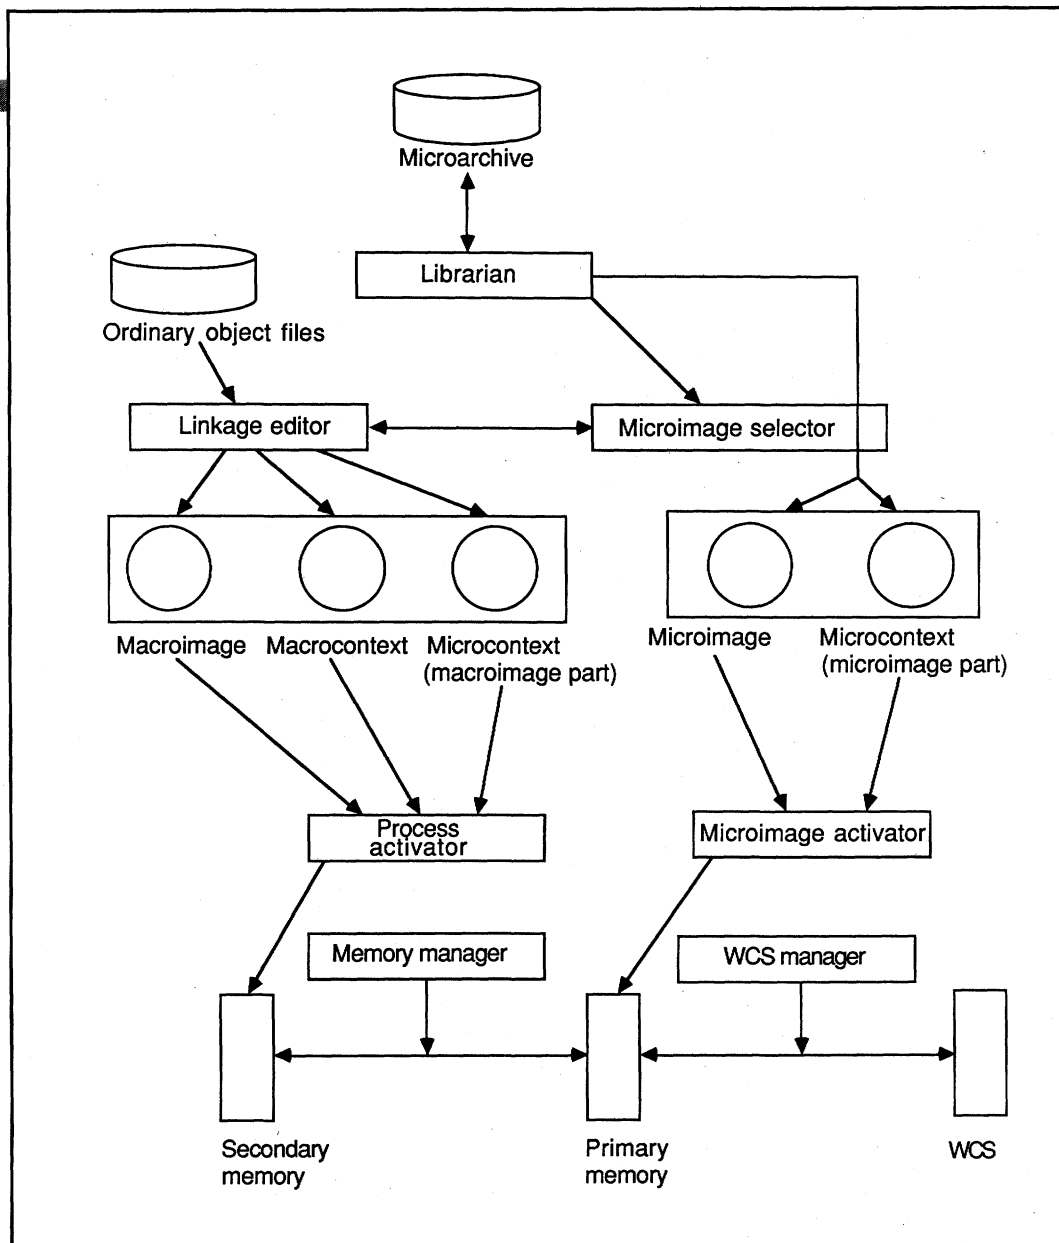 Microarchive
Librarian
Ordinary object files
Linkage editor
Microimage selector
Macroimage
Macrocontext
Microcontext
(macroimage part)
Microimage
Microcontext
(microimage part)
Process
activator
Microimage activator
Memory manager
WCS manager
Secondary
memory
Primary
memory
WCS